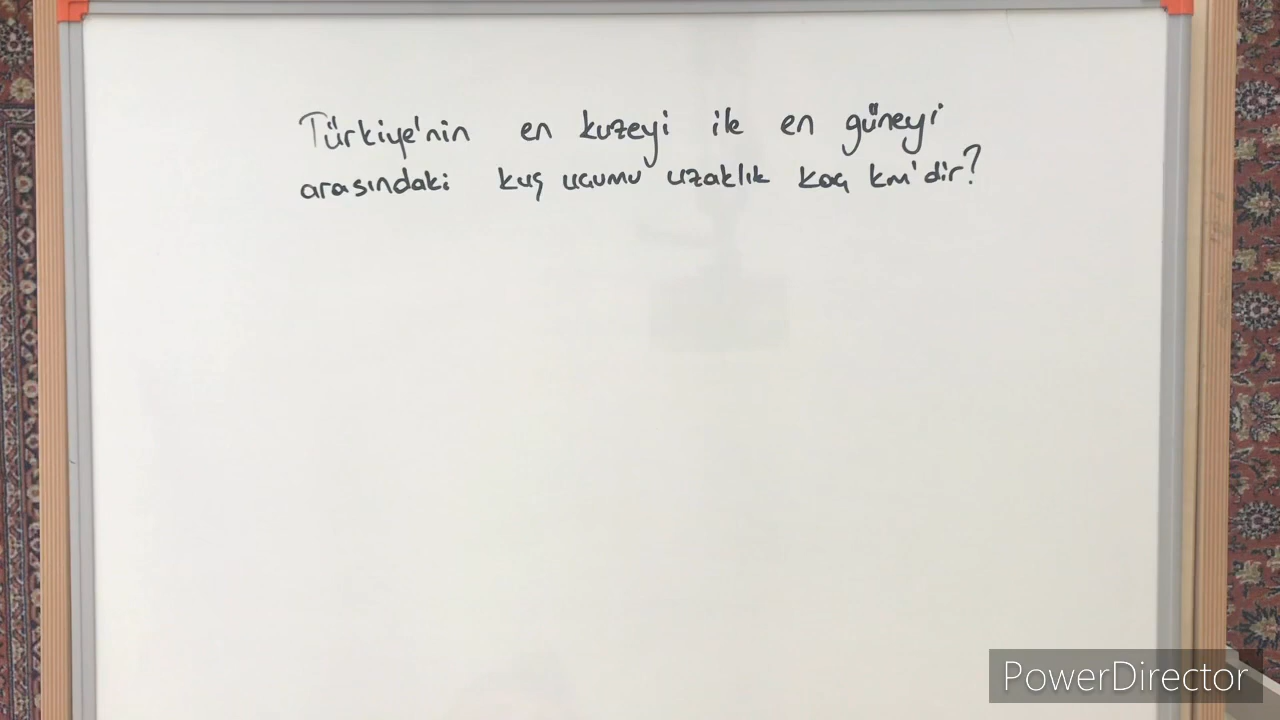 Türkiye'nin en kuzeyi ile en güneyi
arasındaki kuş uçumu uzaklık kaç km'dir?
PowerDirector